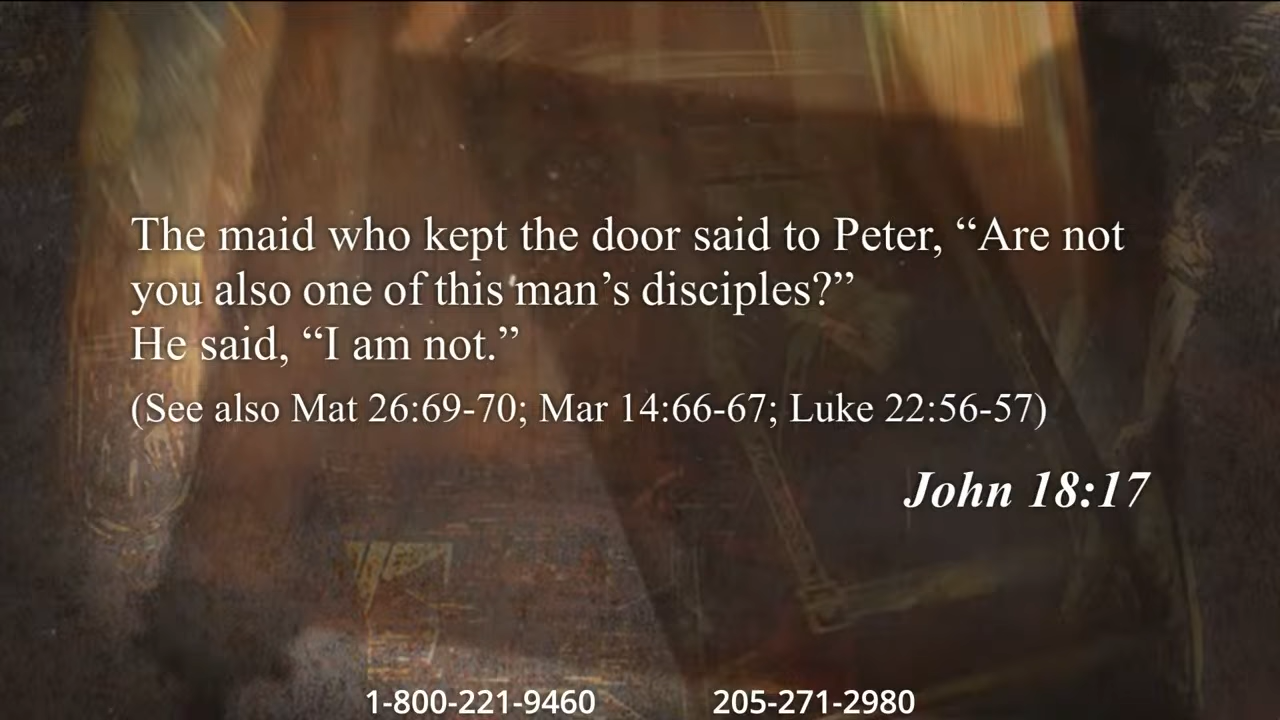 The maid who kept the door said to Peter, “Are not
you also one of this man’s disciples?”
He said, “I am not.”
(See also Mat 26:69-70; Mar 14:66-67; Luke 22:56-57)
John 18:17
1-800-221-9460 205-271-2980